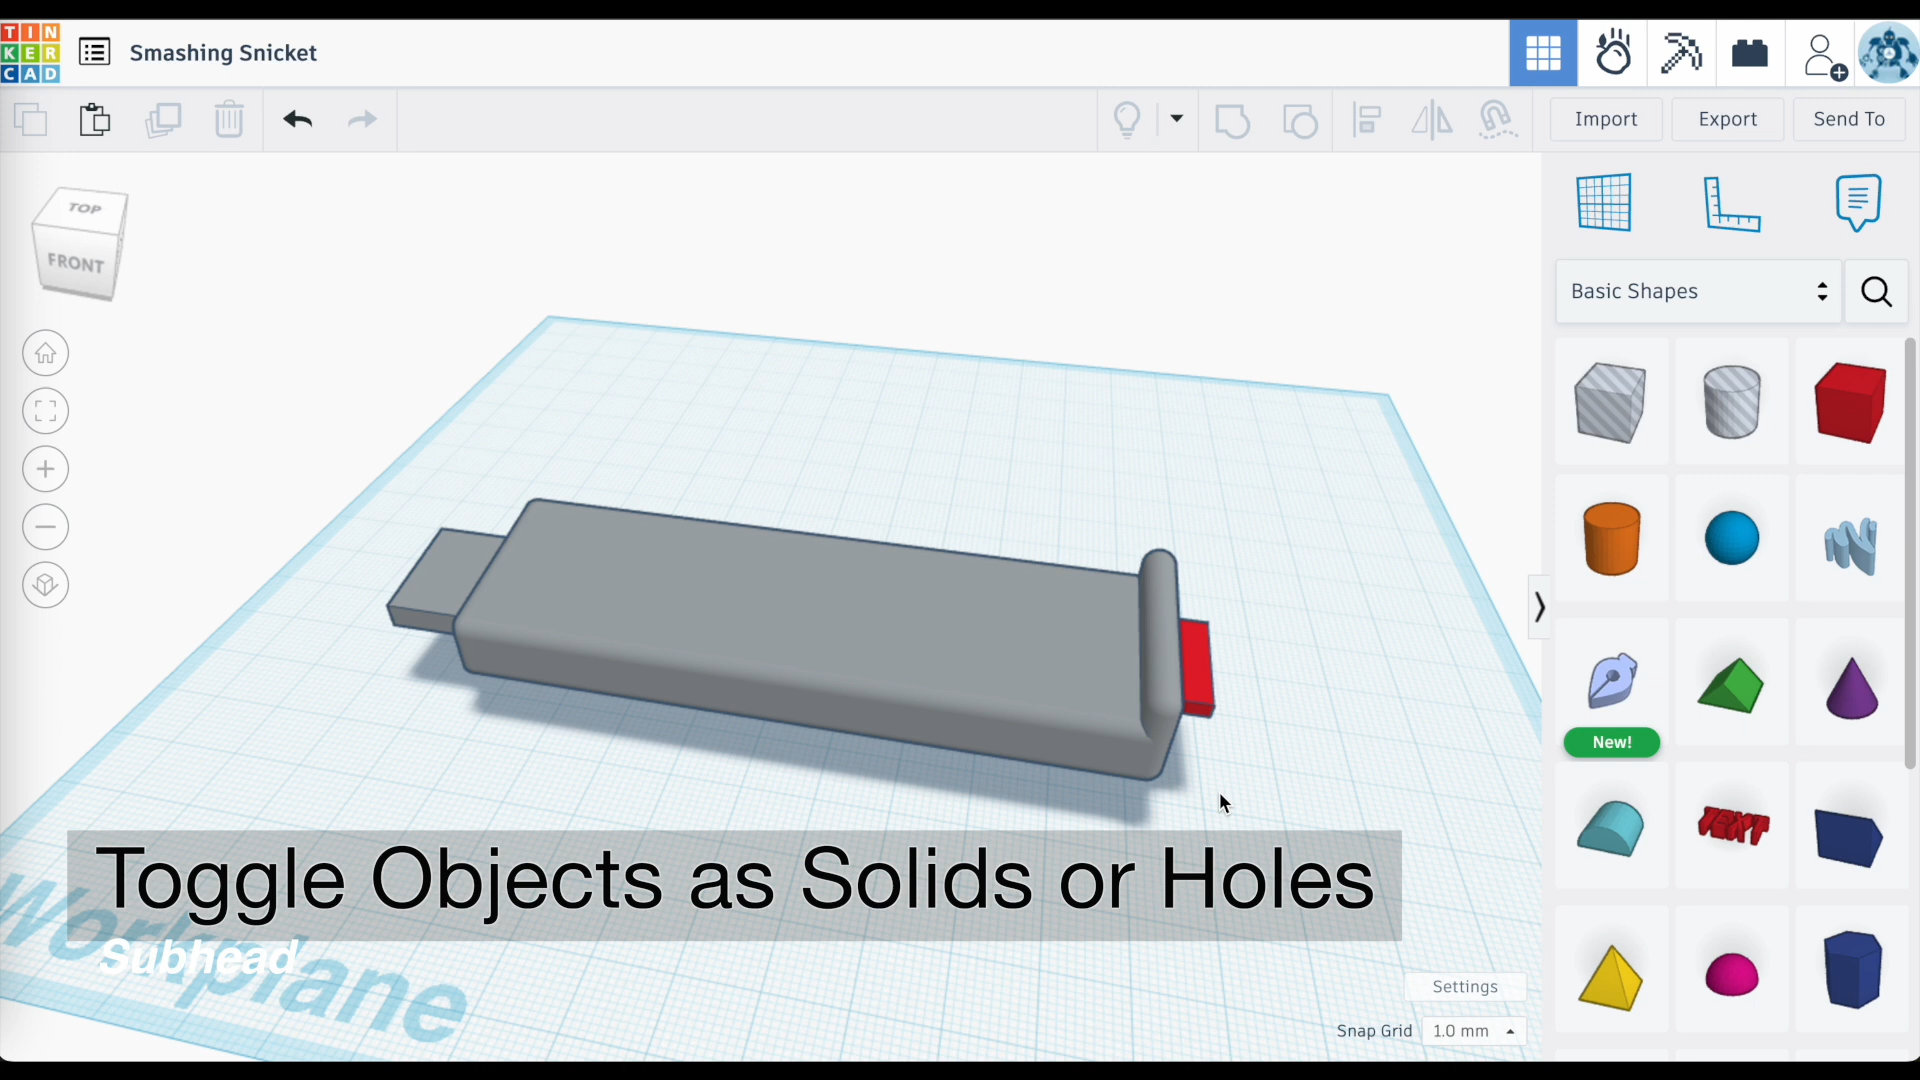 TIN
KER
CAD
Smashing Snicket
Import
Export
Send To
TOP
FRONT
Basic Shapes
New!
TEXT
Toggle Objects as Solids or Holes
Subhead
Workplane
Settings
Snap Grid
1.0 mm